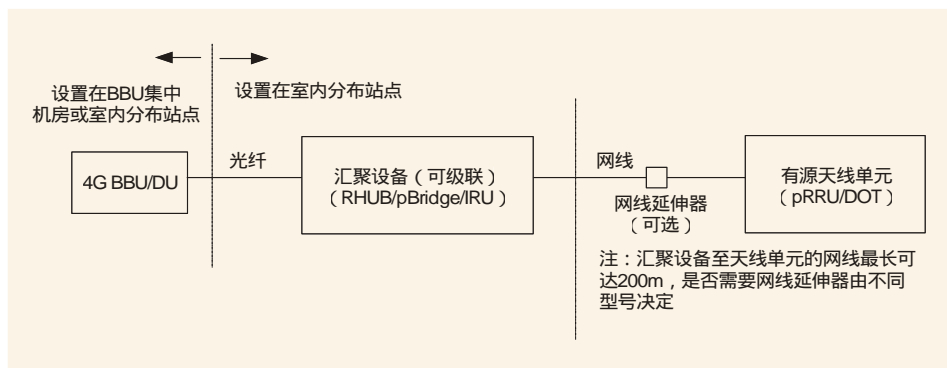 设置在BBU集中
机房或室内分布站点
设置在室内分布站点
4G BBU/DU
光纤
汇聚设备（可级联）
（RHUB/pBridge/IRU）
网线
网线延伸器
（可选）
有源天线单元
（pRRU/DOT）
注：汇聚设备至天线单元的网线最长可
达200m，是否需要网线延伸器由不同
型号决定